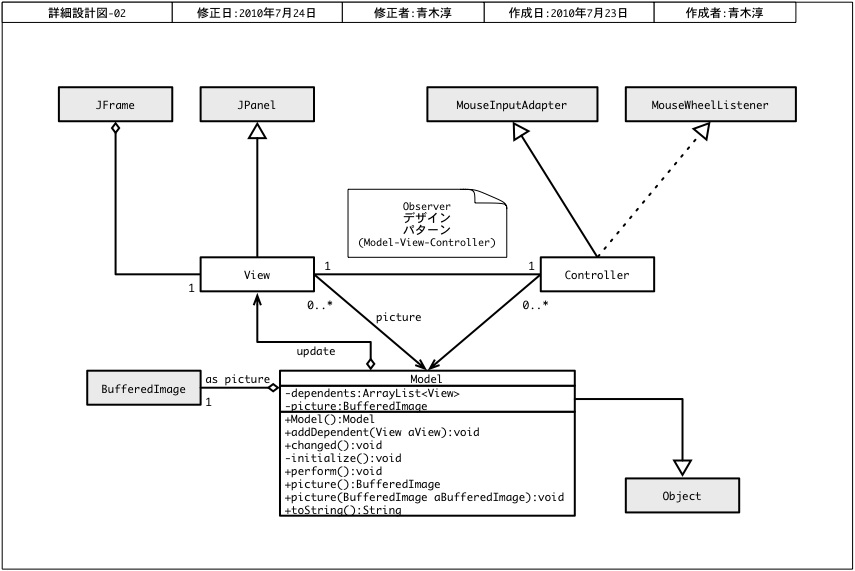 詳細設計図-02
修正日:2010年7月24日
修正者:青木淳
作成日:2010年7月23日
作成者:青木淳
JFrame
JPanel
MouseInputAdapter
MouseWheelListener
Observer
デザイン
パターン
(Model-View-Controller)
View
Controller
1
1
1
0..*
0..*
picture
update
BufferedImage
as picture
1
Model
-dependents:ArrayList<View>
-picture:BufferedImage
+Model():Model
+addDependent(View aView):void
+changed():void
-initialize():void
+perform():void
+picture():BufferedImage
+picture(BufferedImage aBufferedImage):void
+toString():String
Object